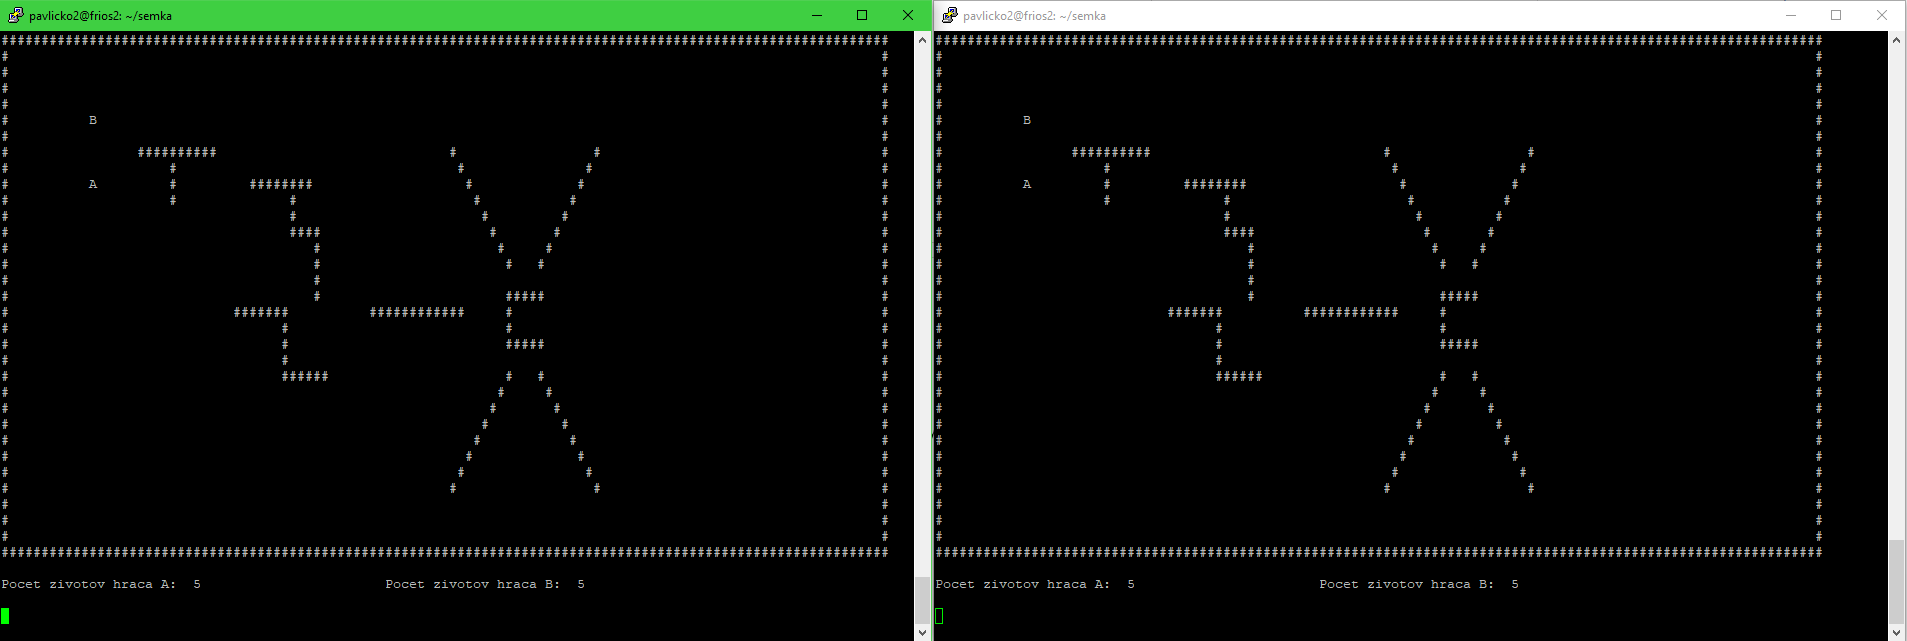 pavlicko2@frios2: ~/semka
B
A
Pocet zivotov hraca A: 5 Pocet zivotov hraca B: 5
pavlicko2@frios2: ~/semka
B
A
Pocet zivotov hraca A: 5 Pocet zivotov hraca B: 5